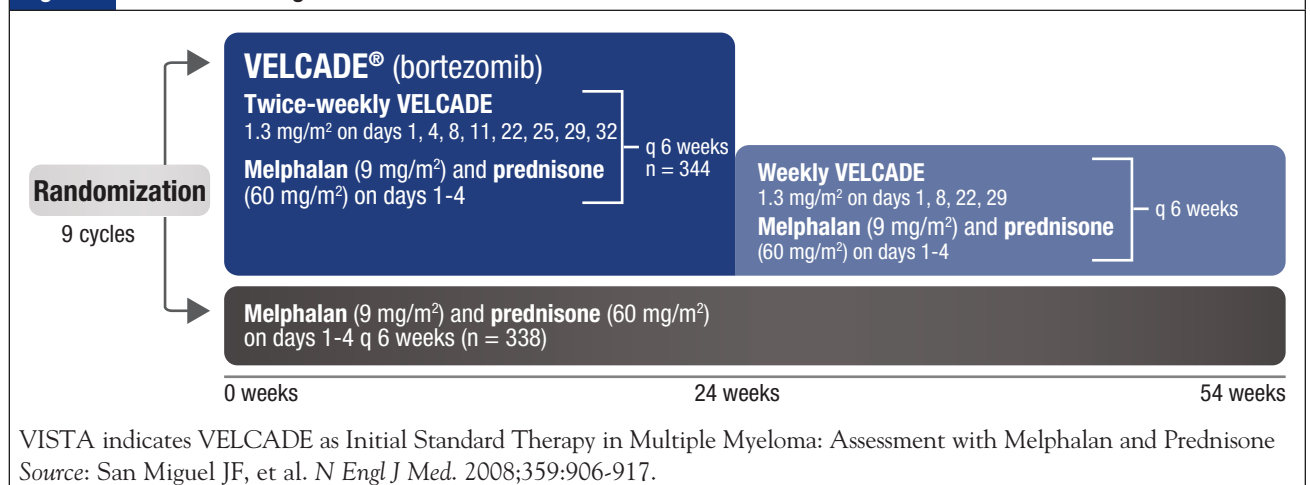 VELCADE® (bortezomib)
Twice-weekly VELCADE
1.3 mg/m² on days 1, 4, 8, 11, 22, 25, 29, 32
Melphalan (9 mg/m²) and prednisone
(60 mg/m²) on days 1-4
q 6 weeks
n = 344
Weekly VELCADE
1.3 mg/m² on days 1, 8, 22, 29
Melphalan (9 mg/m²) and prednisone
(60 mg/m²) on days 1-4
q 6 weeks
Randomization
9 cycles
Melphalan (9 mg/m²) and prednisone (60 mg/m²)
on days 1-4 q 6 weeks (n = 338)
0 weeks
24 weeks
54 weeks
VISTA indicates VELCADE as Initial Standard Therapy in Multiple Myeloma: Assessment with Melphalan and Prednisone
Source: San Miguel JF, et al. N Engl J Med. 2008;359:906-917.